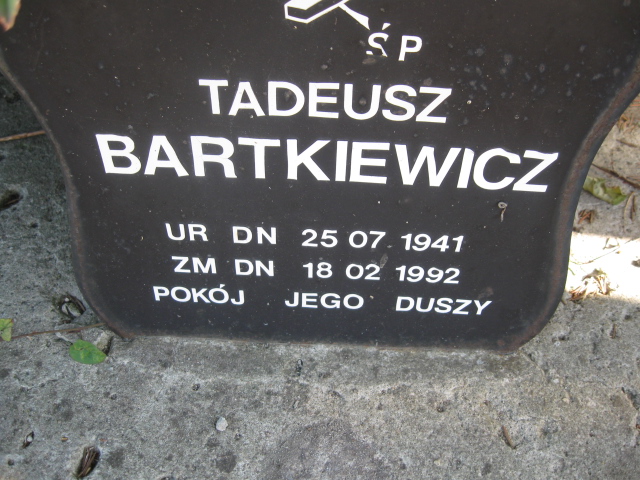 ŚP
TADEUSZ
BARTKIEWICZ
UR DN 25 07 1941
ZM DN 18 02 1992
POKÓJ JEGO DUSZY